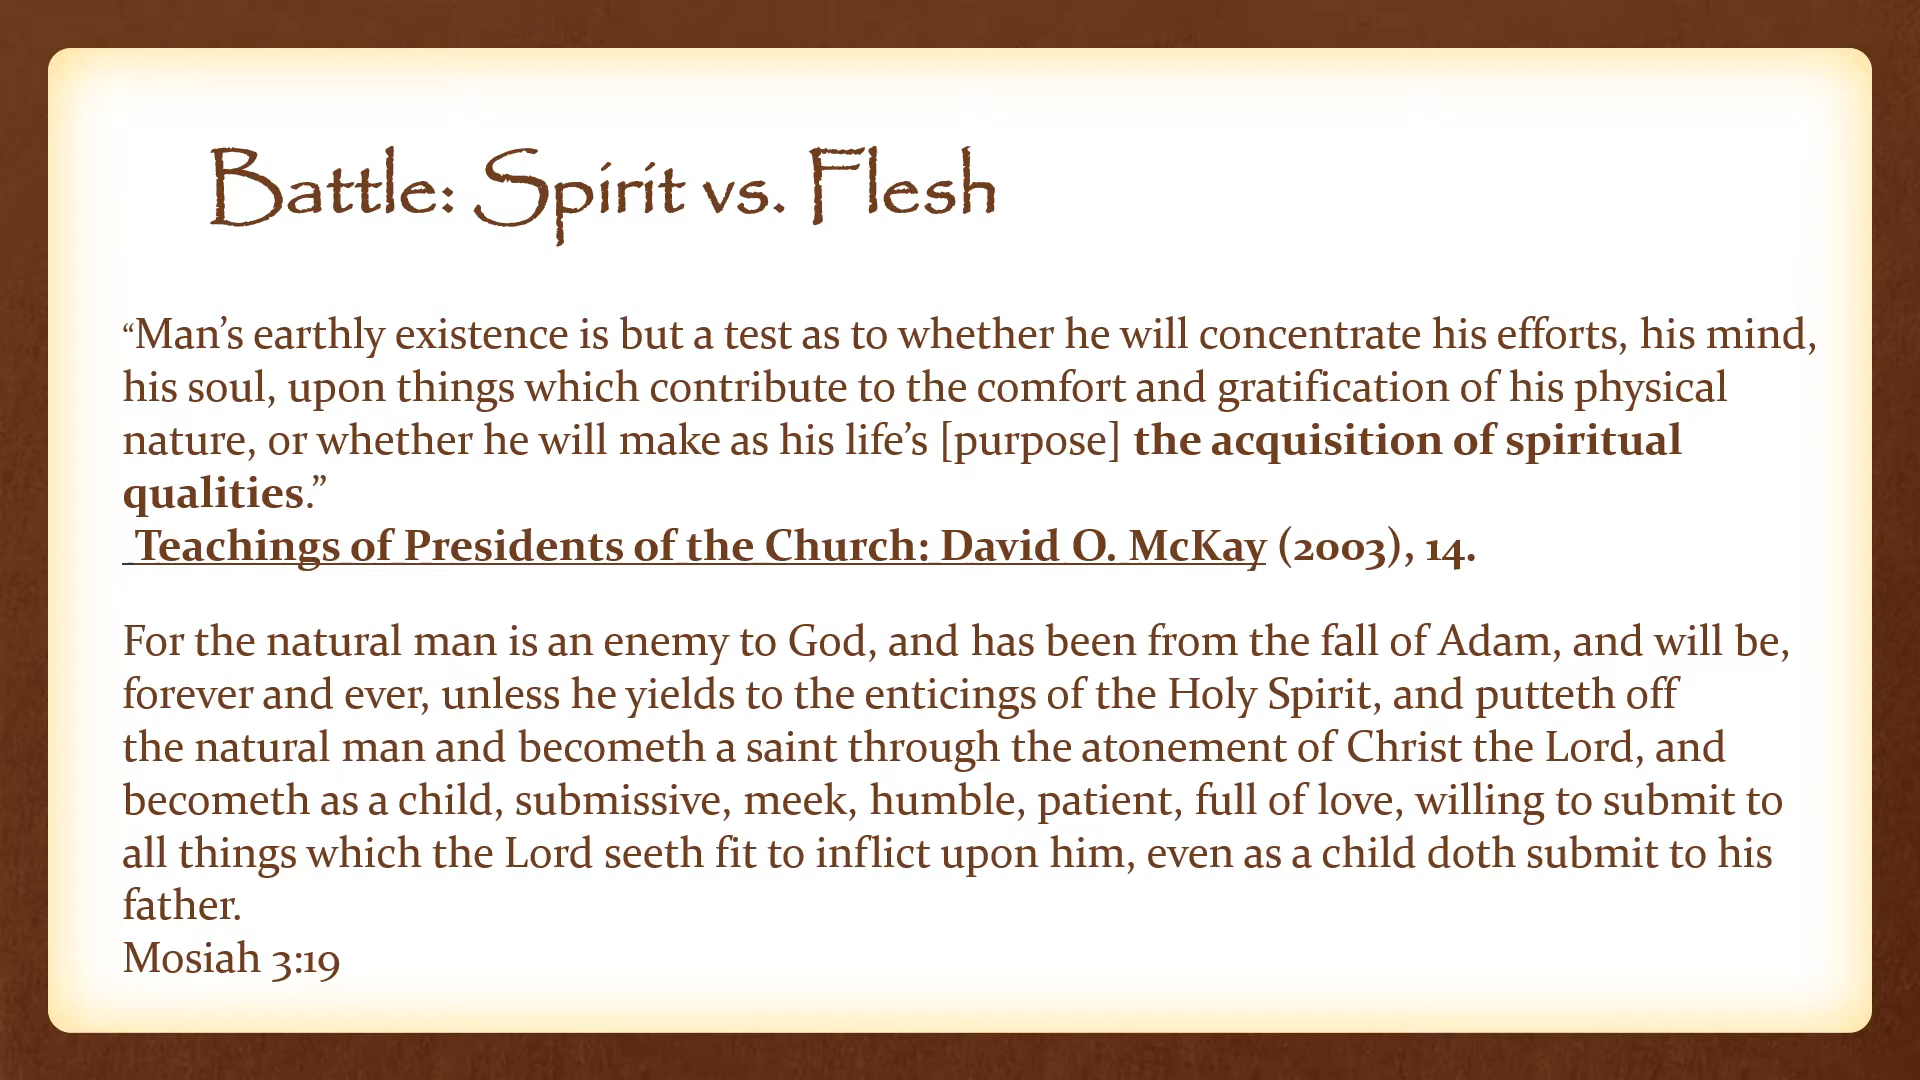 Battle: Spirit vs. Flesh
“Man’s earthly existence is but a test as to whether he will concentrate his efforts, his mind,
his soul, upon things which contribute to the comfort and gratification of his physical
nature, or whether he will make as his life’s [purpose] the acquisition of spiritual
qualities.”
Teachings of Presidents of the Church: David O. McKay (2003), 14.
For the natural man is an enemy to God, and has been from the fall of Adam, and will be,
forever and ever, unless he yields to the enticings of the Holy Spirit, and putteth off
the natural man and becometh a saint through the atonement of Christ the Lord, and
becometh as a child, submissive, meek, humble, patient, full of love, willing to submit to
all things which the Lord seeth fit to inflict upon him, even as a child doth submit to his
father.
Mosiah 3:19